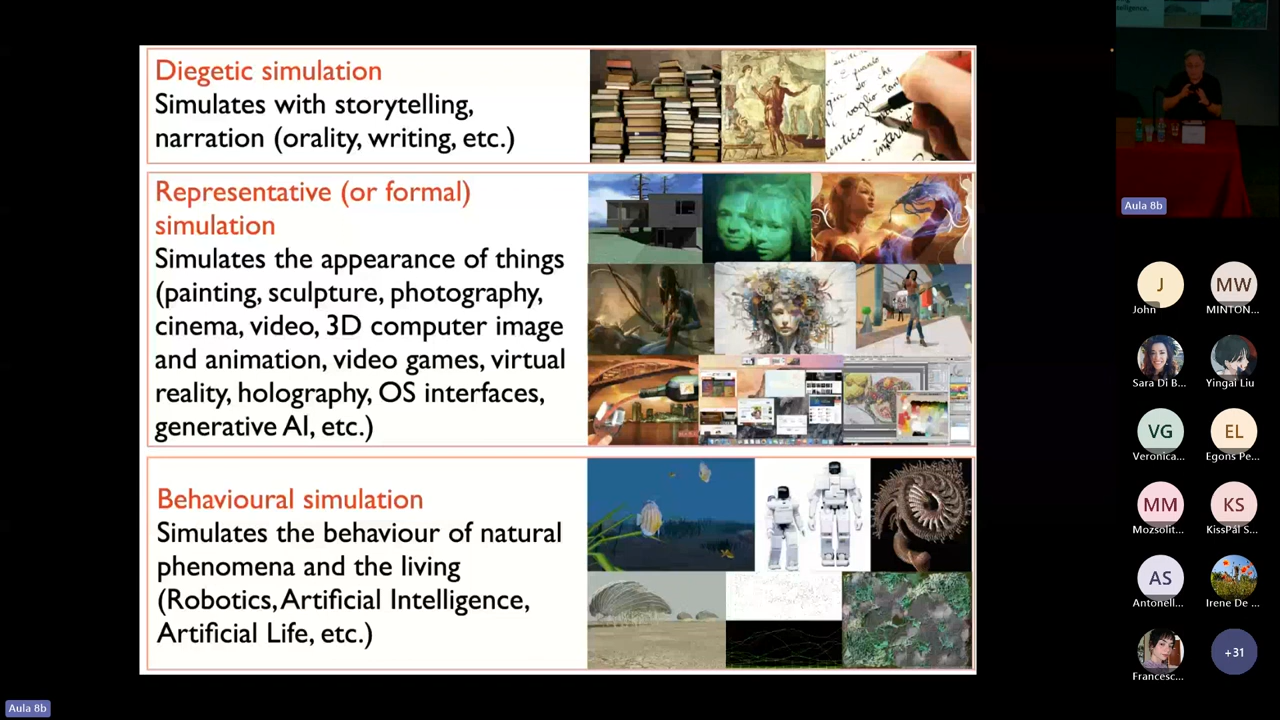 Diegetic simulation
Simulates with storytelling,
narration (orality, writing, etc.)
Representative (or formal)
simulation
Simulates the appearance of things
(painting, sculpture, photography,
cinema, video, 3D computer image
and animation, video games, virtual
reality, holography, OS interfaces,
generative AI, etc.)
Behavioural simulation
Simulates the behaviour of natural
phenomena and the living
(Robotics, Artificial Intelligence,
Artificial Life, etc.)
Aula 8b
J
John
MW
MINTON...
Sara Di B...
Yingai Liu
VG
Veronica...
EL
Egons Pe...
MM
Mozsolit...
KS
KissPál S...
AS
Antonell...
Irene De ...
Francesc...
+31
Aula 8b